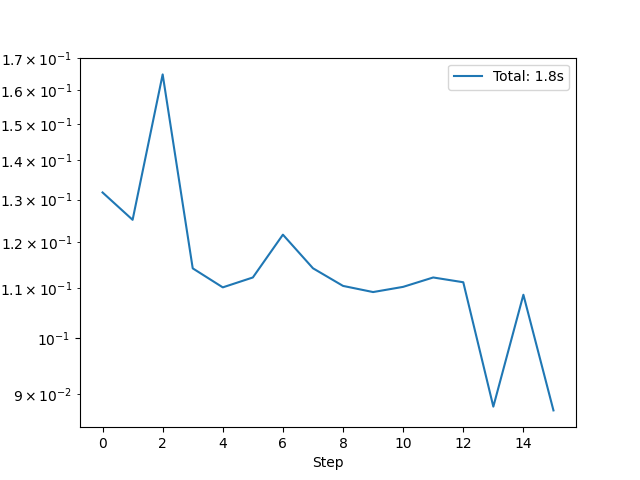 1.7 × 10⁻¹
1.6 × 10⁻¹
1.5 × 10⁻¹
1.4 × 10⁻¹
1.3 × 10⁻¹
1.2 × 10⁻¹
1.1 × 10⁻¹
10⁻¹
9 × 10⁻²
Total: 1.8s
0 2 4 6 8 10 12 14
Step